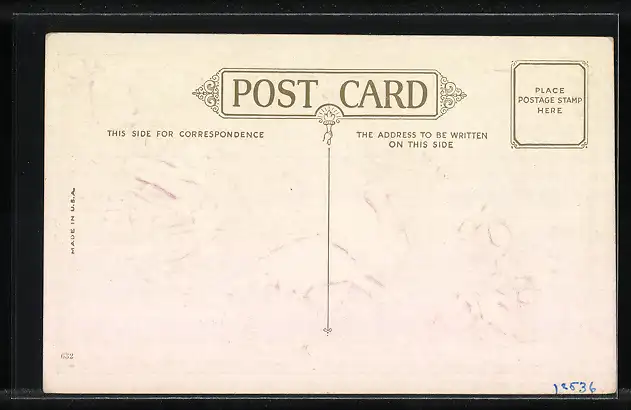 POST CARD
PLACE
POSTAGE STAMP
HERE
THIS SIDE FOR CORRESPONDENCE
THE ADDRESS TO BE WRITTEN
ON THIS SIDE
MADE IN U.S.A.
632
12536